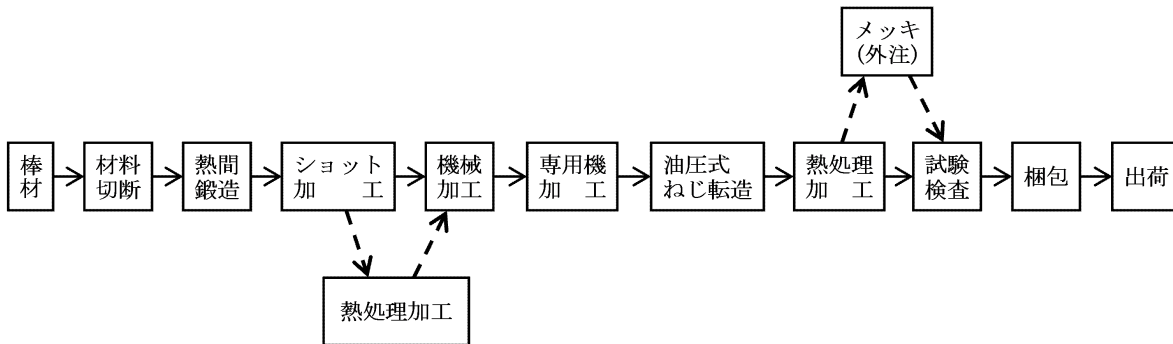 メッキ
(外注)
棒
材
材料
切断
熱間
鍛造
ショット
加　工
機械
加工
専用機
加　工
油圧式
ねじ転造
熱処理
加　工
試験
検査
梱包
出荷
熱処理加工